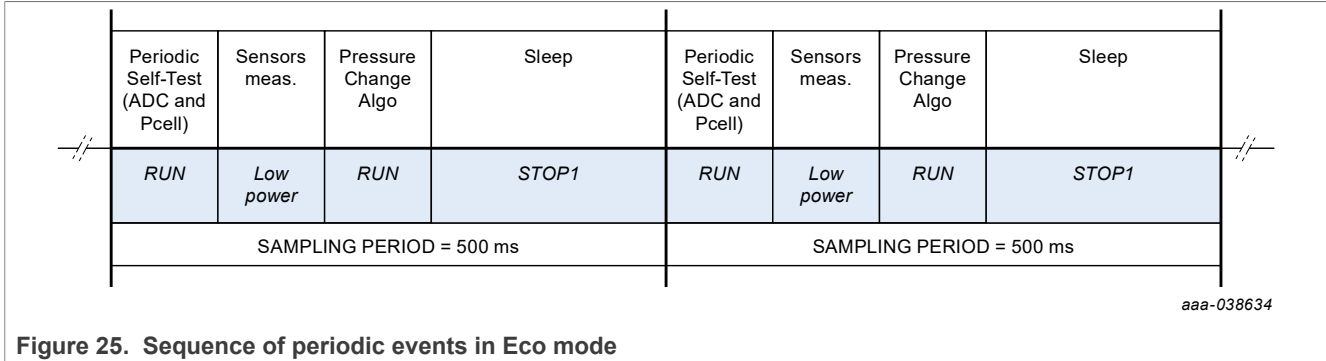 Periodic
Self-Test
(ADC and
Pcell)
Sensors
meas.
Pressure
Change
Algo
Sleep
Periodic
Self-Test
(ADC and
Pcell)
Sensors
meas.
Pressure
Change
Algo
Sleep
RUN
Low
power
RUN
STOP1
RUN
Low
power
RUN
STOP1
SAMPLING PERIOD = 500 ms
SAMPLING PERIOD = 500 ms
aaa-038634
Figure 25. Sequence of periodic events in Eco mode